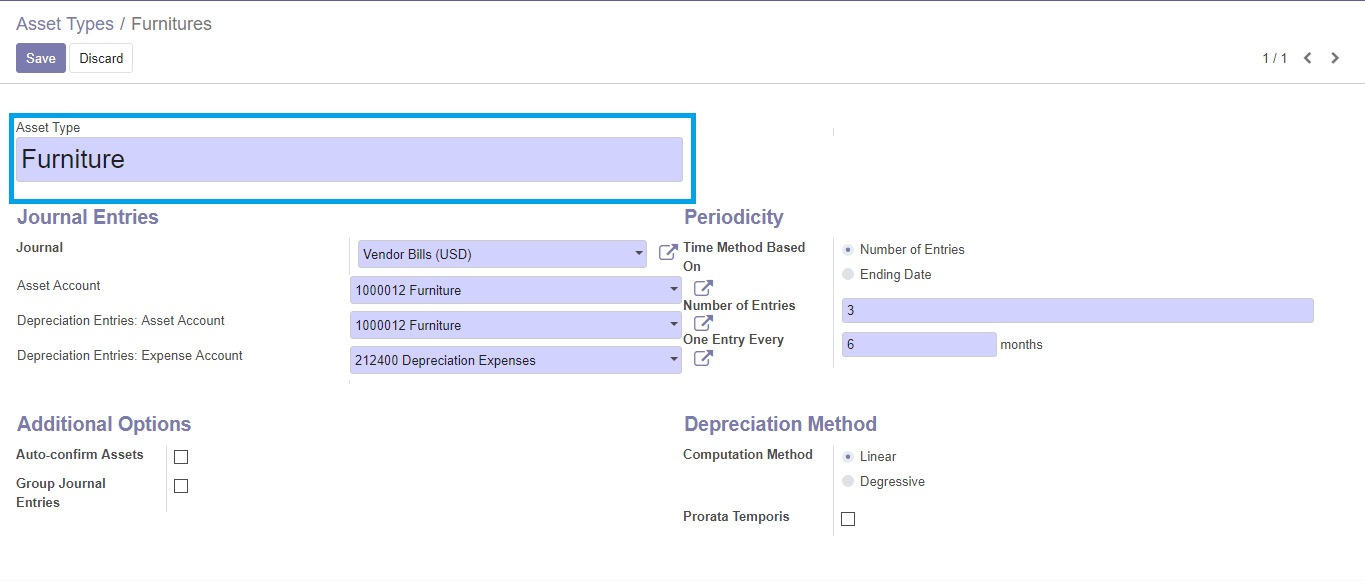 Asset Types / Furnitures
Save Discard
1 / 1
Asset Type
Furniture
Journal Entries
Journal
Vendor Bills (USD)
Asset Account
1000012 Furniture
Depreciation Entries: Asset Account
1000012 Furniture
Depreciation Entries: Expense Account
212400 Depreciation Expenses
Periodicity
Time Method Based
On
Number of Entries
Ending Date
Number of Entries
3
One Entry Every
6 months
Additional Options
Auto-confirm Assets
Group Journal
Entries
Depreciation Method
Computation Method
Linear
Degressive
Prorata Temporis